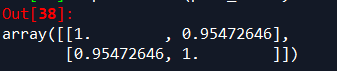 Out[38]:
array([[1.        , 0.95472646],
       [0.95472646, 1.        ]])